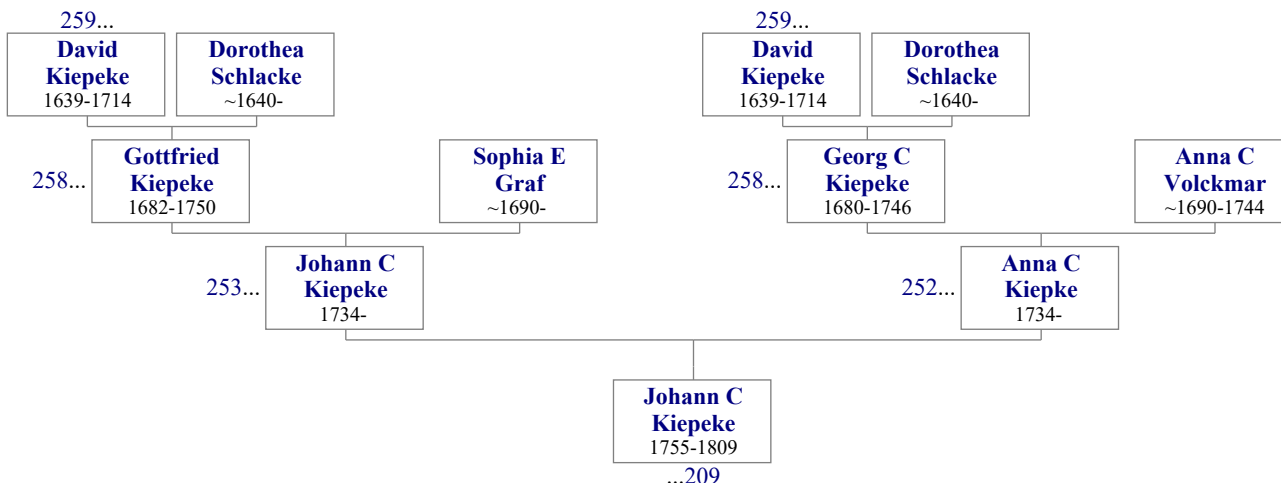 259...
David
Kiepeke
1639-1714
Dorothea
Schlacke
~1640-
259...
David
Kiepeke
1639-1714
Dorothea
Schlacke
~1640-
258...
Gottfried
Kiepeke
1682-1750
Sophia E
Graf
~1690-
258...
Georg C
Kiepeke
1680-1746
Anna C
Volckmar
~1690-1744
253...
Johann C
Kiepeke
1734-
252...
Anna C
Kiepke
1734-
Johann C
Kiepeke
1755-1809
...209